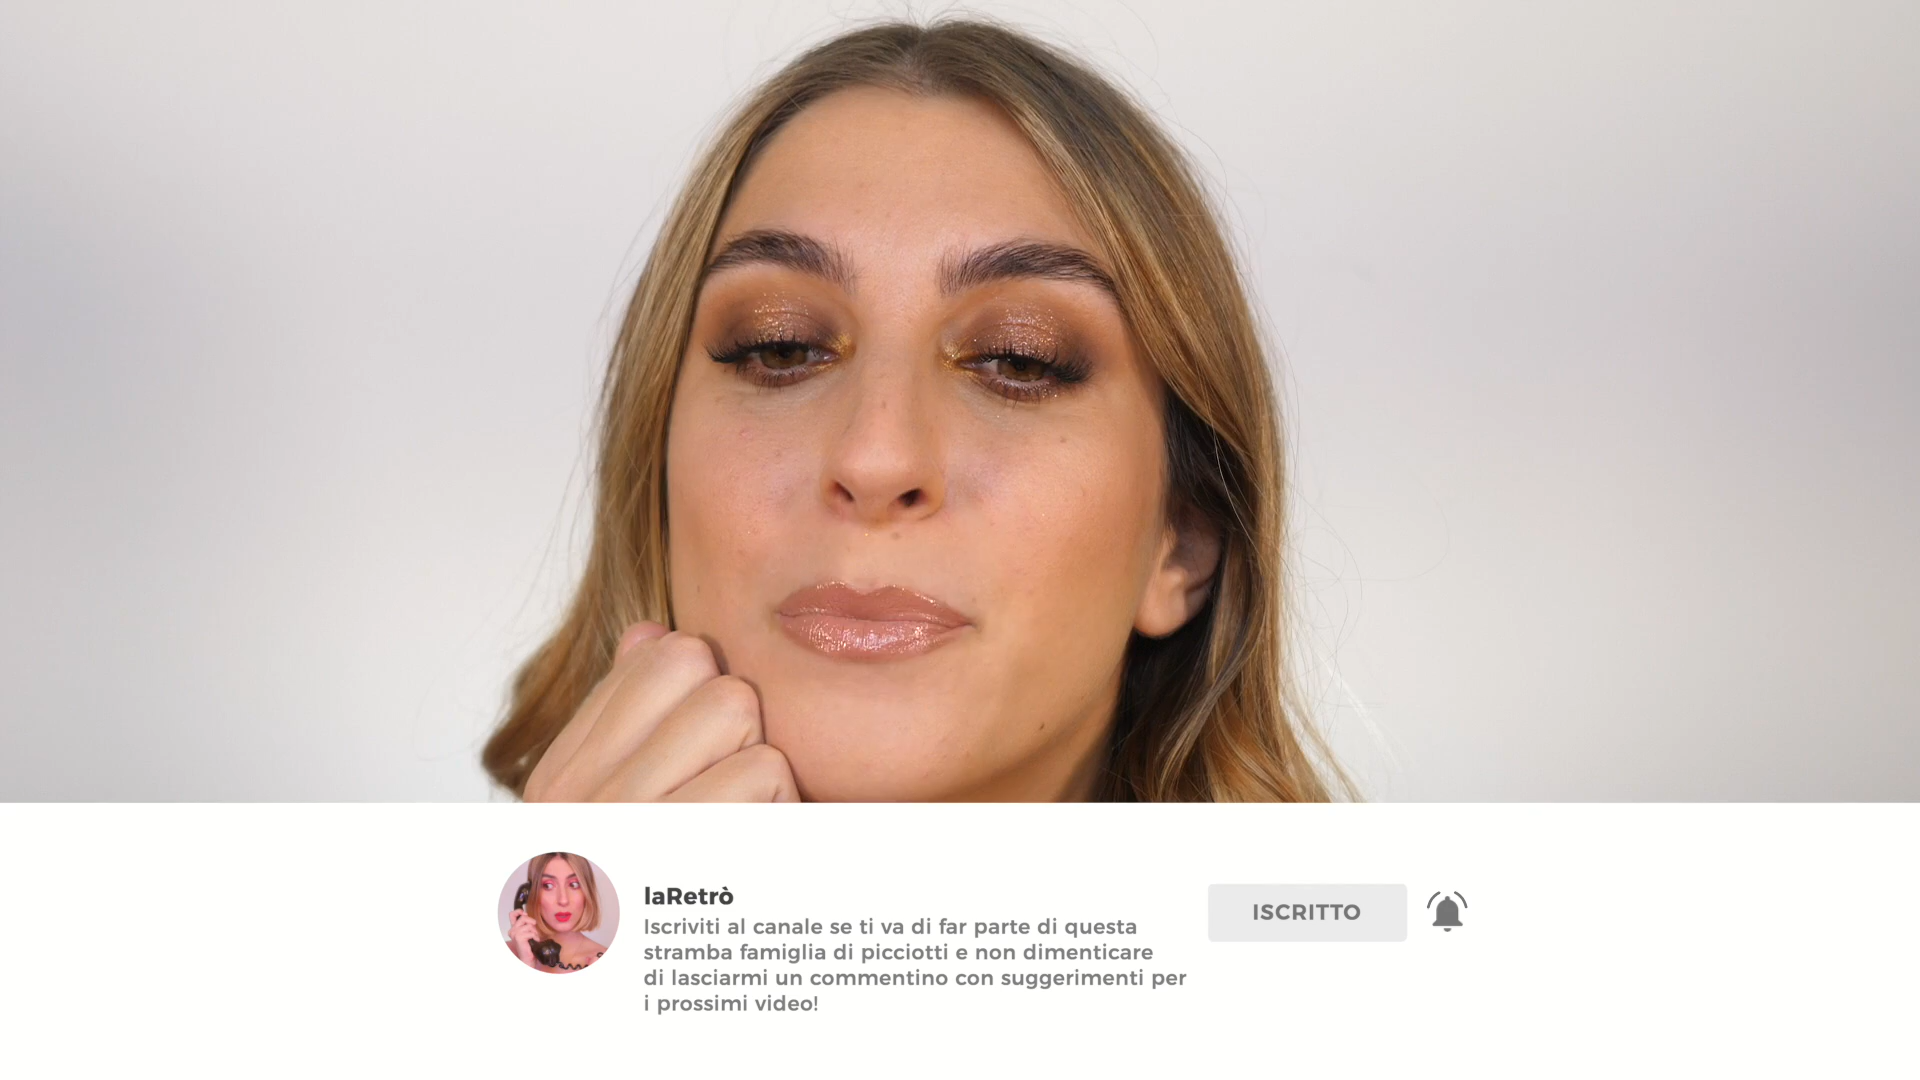 laRetrò
Iscriviti al canale se ti va di far parte di questa
stramba famiglia di picciotti e non dimenticare
di lasciarmi un commentino con suggerimenti per
i prossimi video!
ISCRITTO